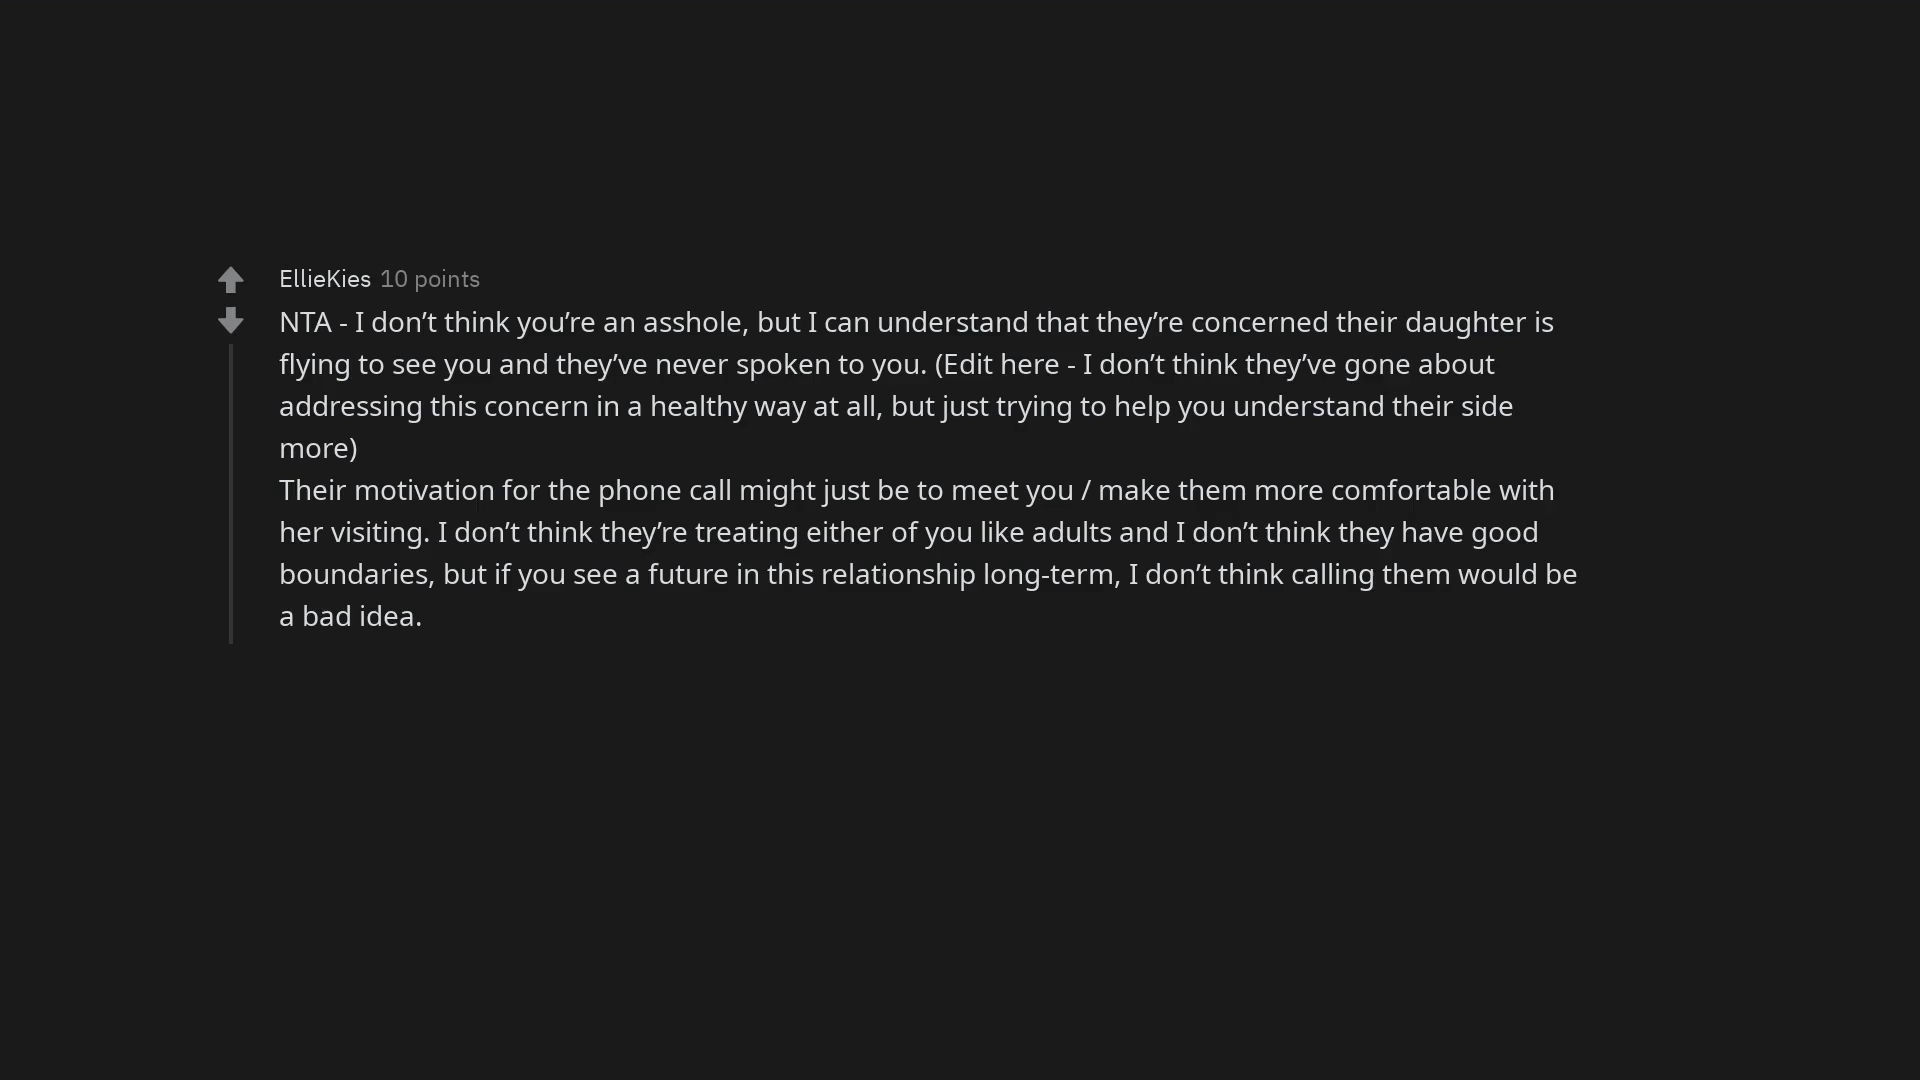 EllieKies 10 points
NTA - I don’t think you’re an asshole, but I can understand that they’re concerned their daughter is
flying to see you and they’ve never spoken to you. (Edit here - I don’t think they’ve gone about
addressing this concern in a healthy way at all, but just trying to help you understand their side
more)
Their motivation for the phone call might just be to meet you / make them more comfortable with
her visiting. I don’t think they’re treating either of you like adults and I don’t think they have good
boundaries, but if you see a future in this relationship long-term, I don’t think calling them would be
a bad idea.